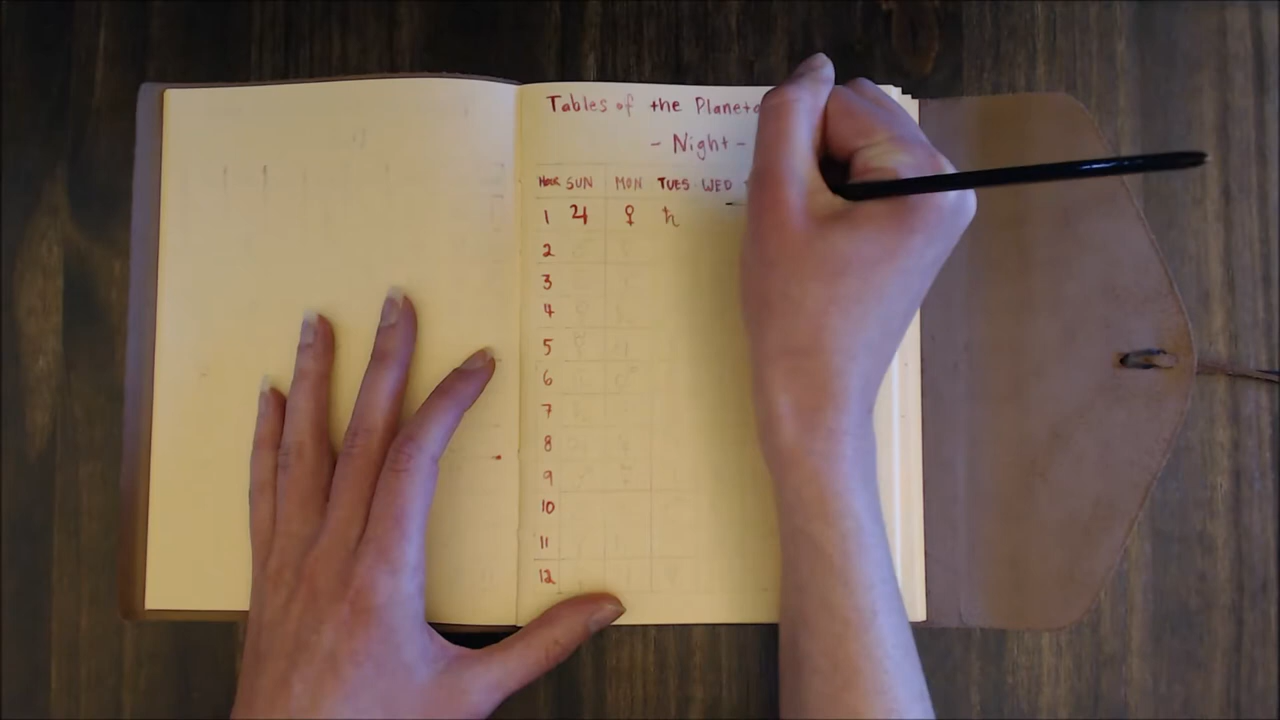 Tables of the Planeta
- Night -
Hour SUN MON TUES WED
1 ♃ ♀ ♄
2
3
4
5
6
7
8
9
10
11
12